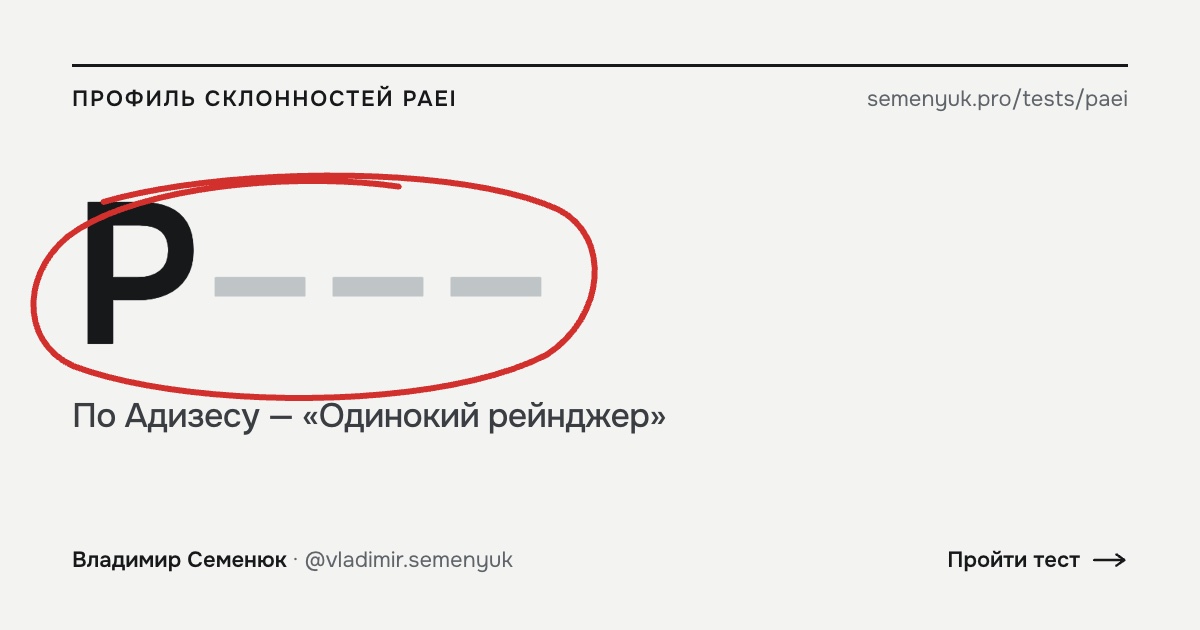 ПРОФИЛЬ СКЛОННОСТЕЙ PAEI
semenyuk.pro/tests/paei
P
По Адизесу — «Одинокий рейнджер»
Владимир Семенюк · @vladimir.semenyuk
Пройти тест →